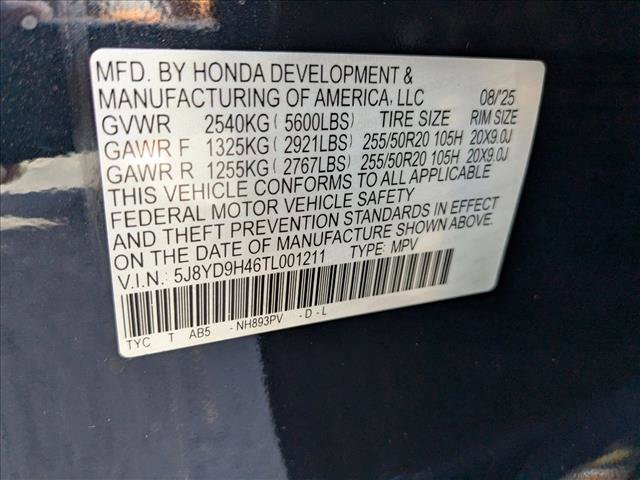 MFD. BY HONDA DEVELOPMENT &
MANUFACTURING OF AMERICA, LLC 08/'25
GVWR 2540KG ( 5600LBS) TIRE SIZE RIM SIZE
GAWR F 1325KG ( 2921LBS) 255/50R20 105H 20X9.0J
GAWR R 1255KG ( 2767LBS) 255/50R20 105H 20X9.0J
THIS VEHICLE CONFORMS TO ALL APPLICABLE
FEDERAL MOTOR VEHICLE SAFETY
AND THEFT PREVENTION STANDARDS IN EFFECT
ON THE DATE OF MANUFACTURE SHOWN ABOVE.
V.I.N.: 5J8YD9H46TL001211 TYPE: MPV
TYC T AB5 -NH893PV -D-L